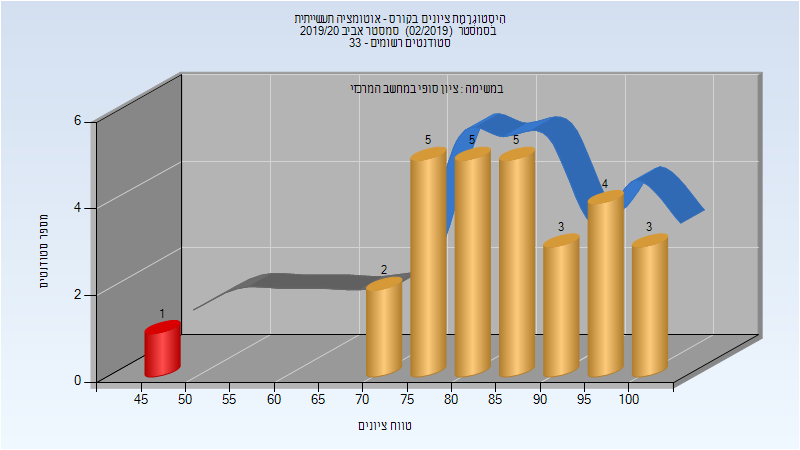 היסטוגרמת ציונים בקורס - אוטומציה תעשייתית
בסמסטר (02/2019) סמסטר אביב 2019/20
סטודנטים רשומים - 33
במשימה : ציון סופי במחשב המרכזי
מספר סטודנטים
6
4
2
0
1
2
5
5
5
3
4
3
45 50 55 60 65 70 75 80 85 90 95 100
טווח ציונים